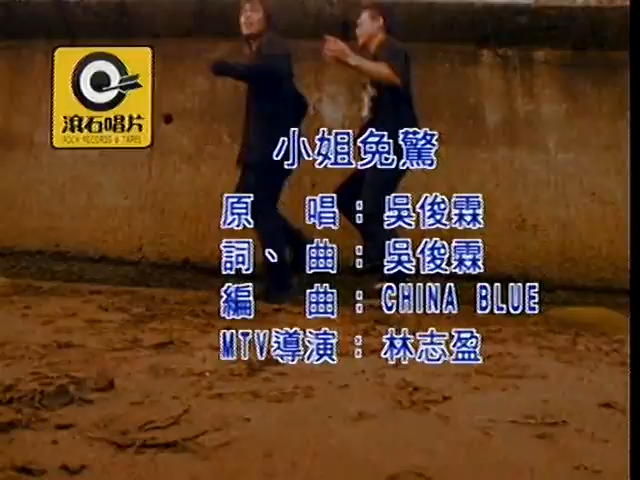 滾石唱片
ROCK RECORDS & TAPES
小姐免驚
原 唱：吳俊霖
詞、曲：吳俊霖
編 曲：CHINA BLUE
MTV導演：林志盈